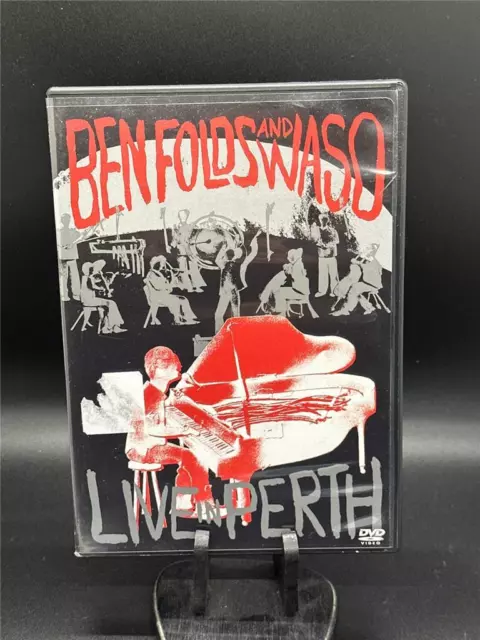 BEN FOLDS AND WASO
LIVE IN PERTH
DVD
VIDEO